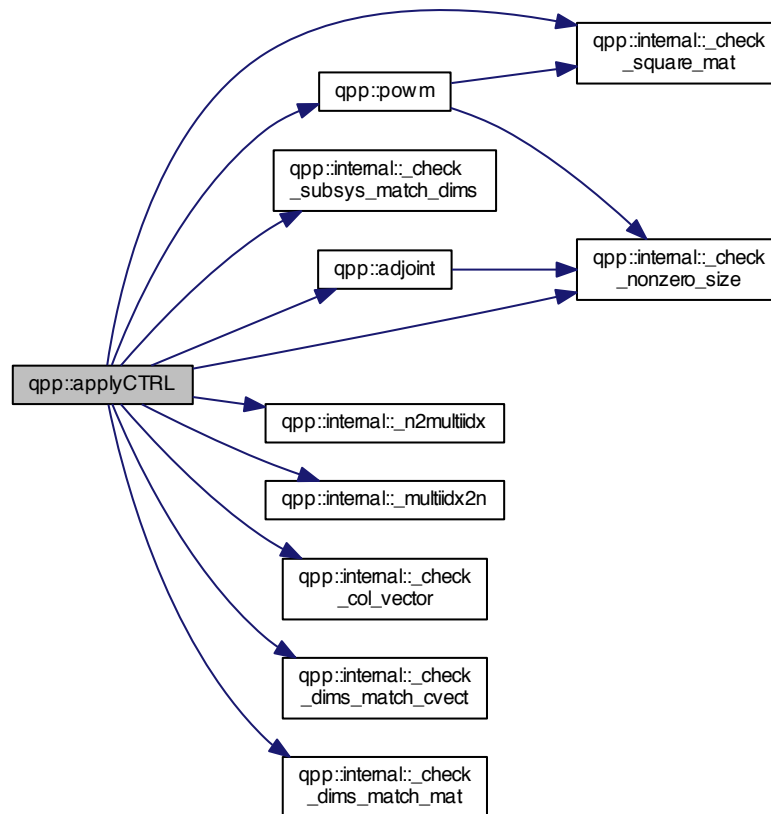 qpp::internal::_check
_square_mat
qpp::powm
qpp::internal::_check
_subsys_match_dims
qpp::internal::_check
_nonzero_size
qpp::adjoint
qpp::applyCTRL
qpp::internal::_n2multiidx
qpp::internal::_multiidx2n
qpp::internal::_check
_col_vector
qpp::internal::_check
_dims_match_cvect
qpp::internal::_check
_dims_match_mat